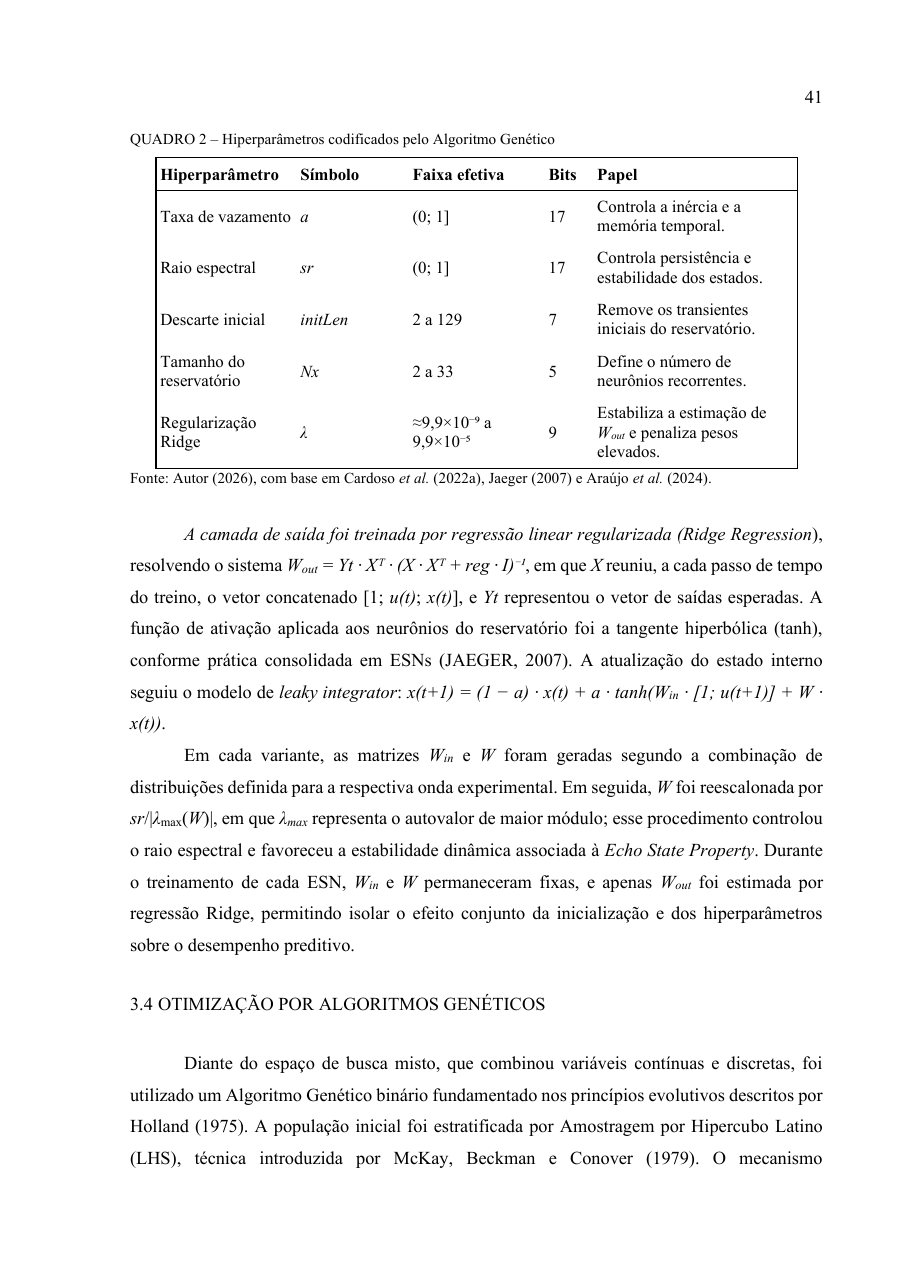 41
QUADRO 2 – Hiperparâmetros codificados pelo Algoritmo Genético
Hiperparâmetro Símbolo Faixa efetiva Bits Papel
Taxa de vazamento a (0; 1] 17 Controla a inércia e a
memória temporal.
Raio espectral sr (0; 1] 17 Controla persistência e
estabilidade dos estados.
Descarte inicial initLen 2 a 129 7 Remove os transientes
iniciais do reservatório.
Tamanho do
reservatório Nx 2 a 33 5 Define o número de
neurônios recorrentes.
Regularização
Ridge λ ≈9,9×10⁻⁹ a
9,9×10⁻⁵ 9 Estabiliza a estimação de
Wout e penaliza pesos
elevados.
Fonte: Autor (2026), com base em Cardoso et al. (2022a), Jaeger (2007) e Araújo et al. (2024).
A camada de saída foi treinada por regressão linear regularizada (Ridge Regression),
resolvendo o sistema Wout = Yt · Xᵀ · (X · Xᵀ + reg · I)⁻¹, em que X reuniu, a cada passo de tempo
do treino, o vetor concatenado [1; u(t); x(t)], e Yt representou o vetor de saídas esperadas. A
função de ativação aplicada aos neurônios do reservatório foi a tangente hiperbólica (tanh),
conforme prática consolidada em ESNs (JAEGER, 2007). A atualização do estado interno
seguiu o modelo de leaky integrator: x(t+1) = (1 − a) · x(t) + a · tanh(Win · [1; u(t+1)] + W ·
x(t)).
Em cada variante, as matrizes Win e W foram geradas segundo a combinação de
distribuições definida para a respectiva onda experimental. Em seguida, W foi reescalonada por
sr/|λmax(W)|, em que λmax representa o autovalor de maior módulo; esse procedimento controlou
o raio espectral e favoreceu a estabilidade dinâmica associada à Echo State Property. Durante
o treinamento de cada ESN, Win e W permaneceram fixas, e apenas Wout foi estimada por
regressão Ridge, permitindo isolar o efeito conjunto da inicialização e dos hiperparâmetros
sobre o desempenho preditivo.
3.4 OTIMIZAÇÃO POR ALGORITMOS GENÉTICOS
Diante do espaço de busca misto, que combinou variáveis contínuas e discretas, foi
utilizado um Algoritmo Genético binário fundamentado nos princípios evolutivos descritos por
Holland (1975). A população inicial foi estratificada por Amostragem por Hipercubo Latino
(LHS), técnica introduzida por McKay, Beckman e Conover (1979). O mecanismo